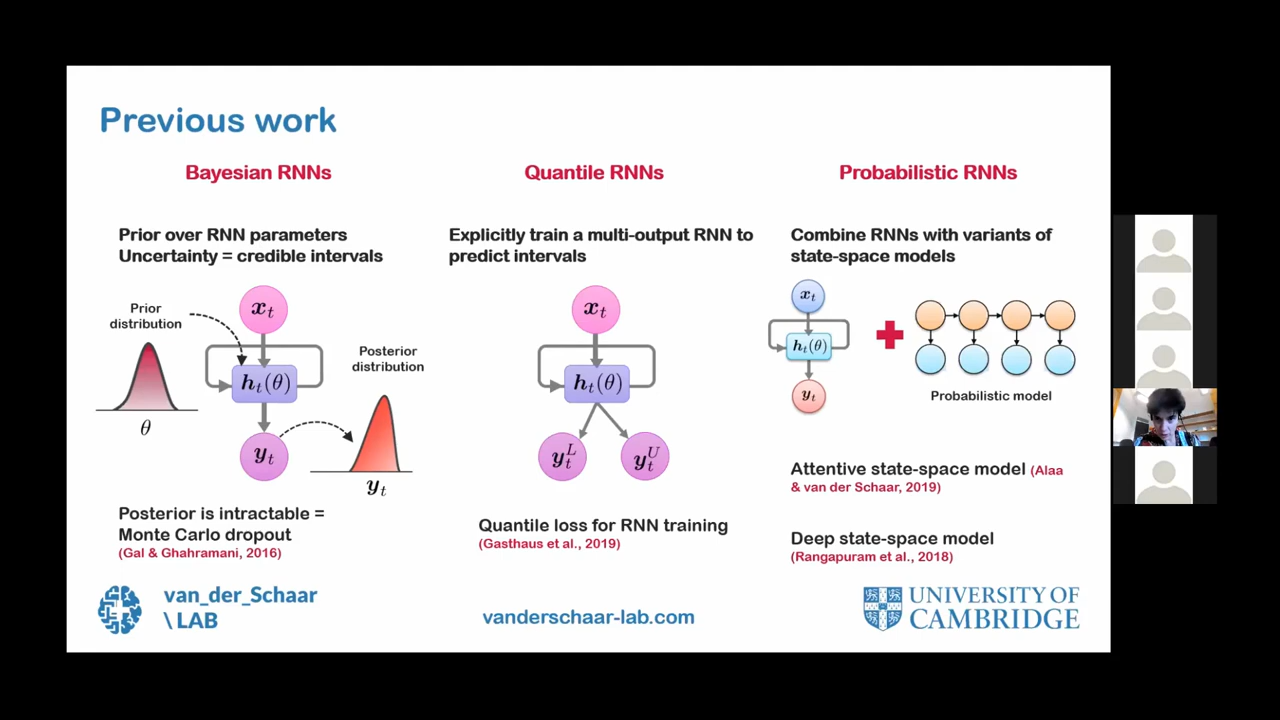 Previous work
Bayesian RNNs
Prior over RNN parameters
Uncertainty = credible intervals
Prior
distribution
θ
x_t
h_t(θ)
y_t
Posterior
distribution
y_t
Posterior is intractable =
Monte Carlo dropout
(Gal & Ghahramani, 2016)
Quantile RNNs
Explicitly train a multi-output RNN to
predict intervals
x_t
h_t(θ)
y_t^L y_t^U
Quantile loss for RNN training
(Gasthaus et al., 2019)
Probabilistic RNNs
Combine RNNs with variants of
state-space models
x_t
h_t(θ)
y_t
Probabilistic model
Attentive state-space model (Alaa
& van der Schaar, 2019)
Deep state-space model
(Rangapuram et al., 2018)
van_der_Schaar
\ LAB
vanderschaar-lab.com
UNIVERSITY OF
CAMBRIDGE